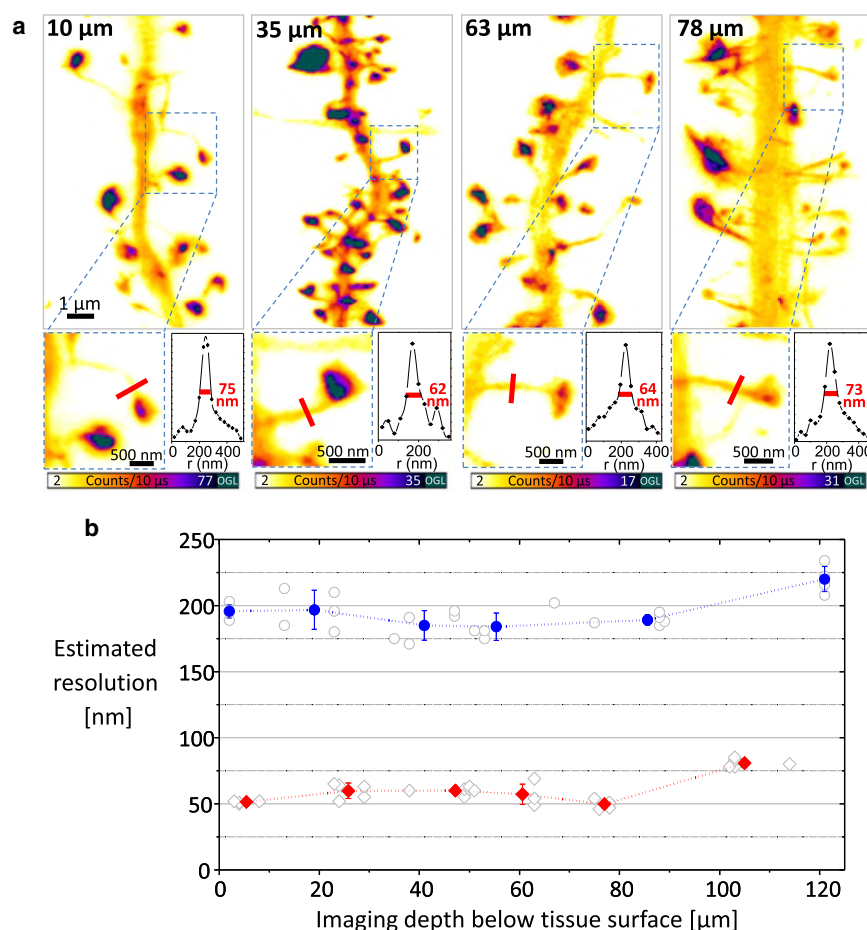 a
10 µm
35 µm
63 µm
78 µm
1 µm
75 nm
500 nm
0 200 400
r (nm)
62 nm
500 nm
0 200
r (nm)
64 nm
500 nm
0 200 400
r (nm)
73 nm
500 nm
0 200 400
r (nm)
2 Counts/10 µs 77 OGL
2 Counts/10 µs 35 OGL
2 Counts/10 µs 17 OGL
2 Counts/10 µs 31 OGL
b
250
200
150
100
50
0
Estimated
resolution
[nm]
0 20 40 60 80 100 120
Imaging depth below tissue surface [µm]